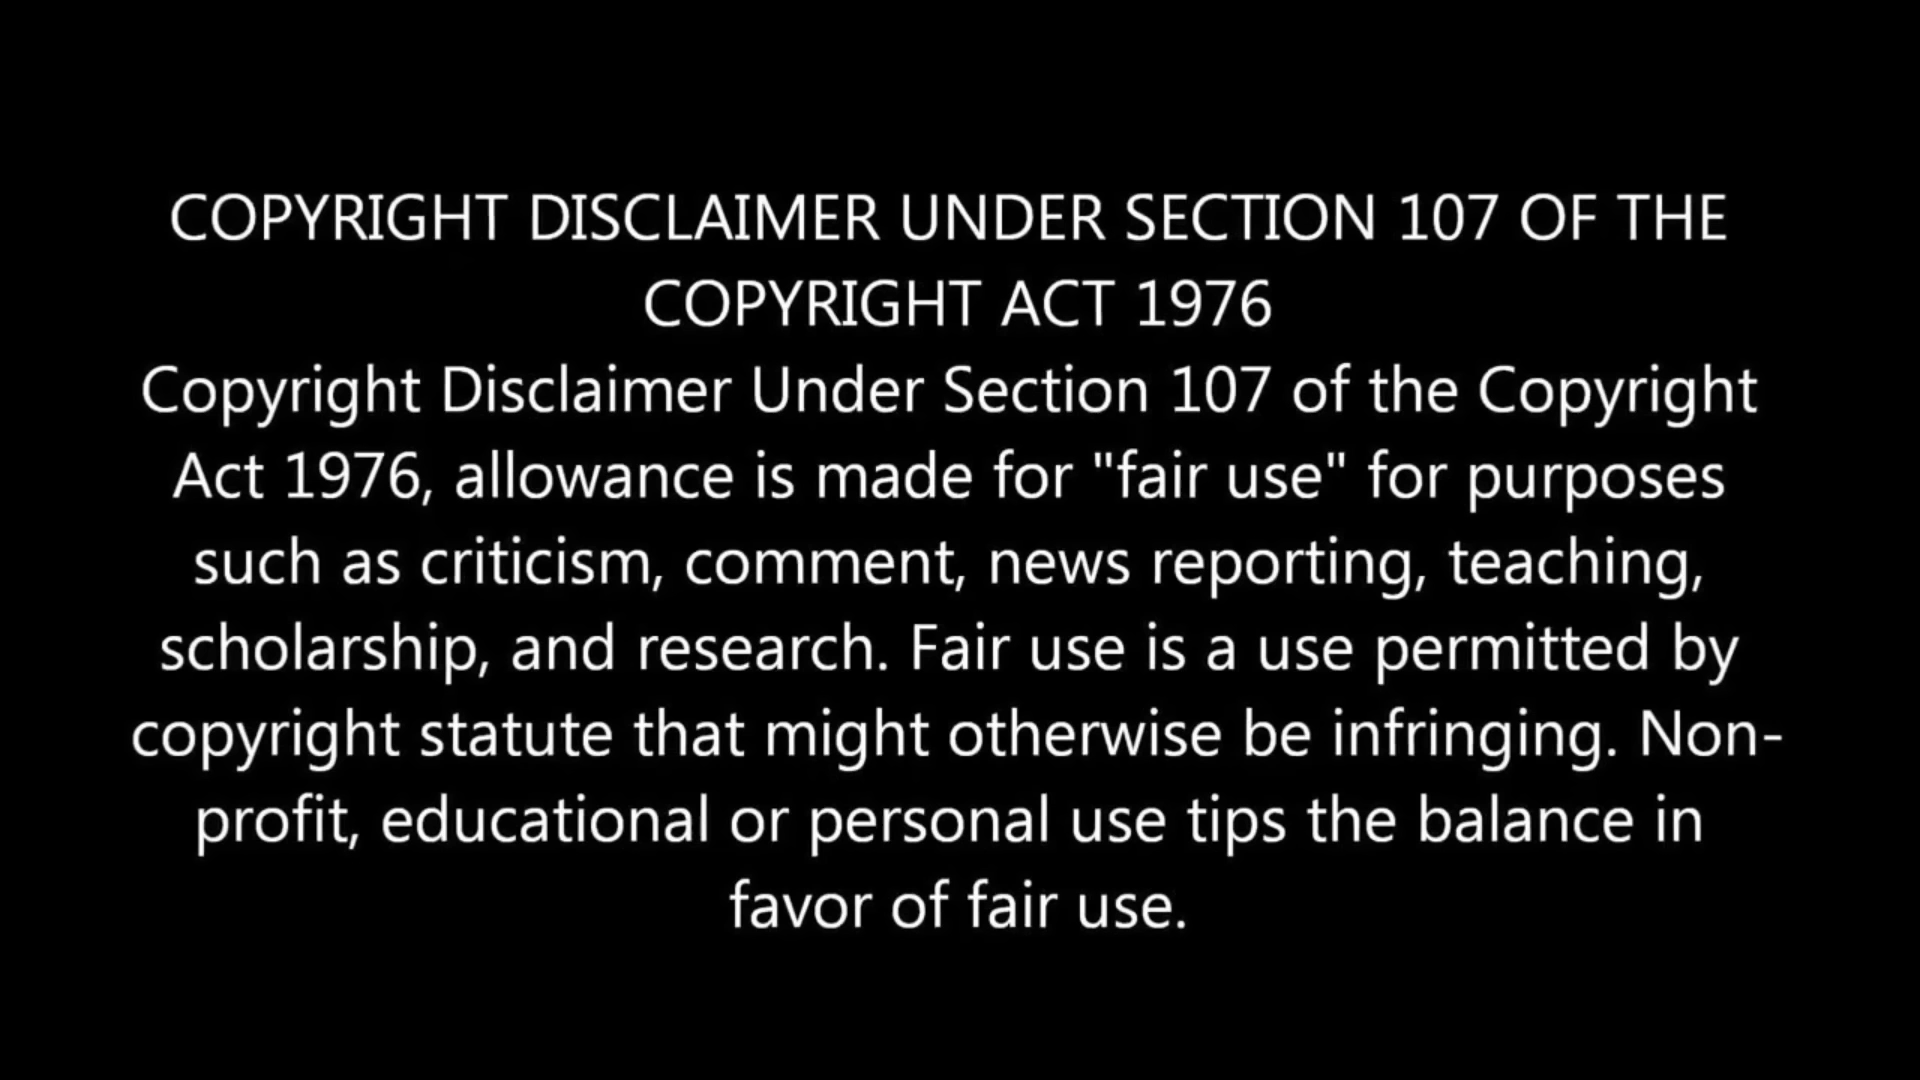 COPYRIGHT DISCLAIMER UNDER SECTION 107 OF THE
COPYRIGHT ACT 1976
Copyright Disclaimer Under Section 107 of the Copyright
Act 1976, allowance is made for "fair use" for purposes
such as criticism, comment, news reporting, teaching,
scholarship, and research. Fair use is a use permitted by
copyright statute that might otherwise be infringing. Non-
profit, educational or personal use tips the balance in
favor of fair use.